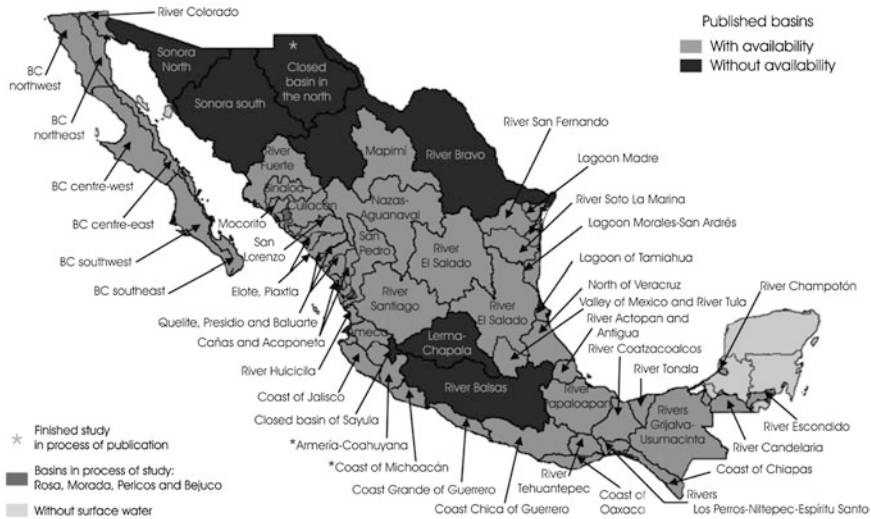 River Colorado
Published basins
With availability
Without availability
BC
northwest
Sonora
North
*
Closed
basin in
the north
Sonora south
BC
northeast
River San Fernando
River
Fuerte
Mapimí
River Bravo
Lagoon Madre
BC centre-west
Sinaloa
River Soto La Marina
Culiacán
Nazas-
Aguanaval
Mocorito
Lagoon Morales-San Ardrés
BC centre-east
San
Lorenzo
San
Pedro
River
El Salado
Lagoon of Tamiahua
BC southwest
North of Veracruz
River Champotón
BC southeast
Elote, Piaxtla
River
Santiago
River
El Salado
Valley of Mexico and River Tula
Quelite, Presidio and Baluarte
River Actopan and
Antigua
Cañas and Acaponeta
Ameca
Lerma-
Chapala
River Coatzacoalcos
River Huicicila
River Tonala
Coast of Jalisco
River Balsas
River
Papaloapan
Rivers
Grijalva-
Usumacinta
Closed basin of Sayula
River Escondido
*
Finished study
in process of publication
*Armería-Coahuyana
River Candelaria
*Coast of Michoacán
Coast of Chiapas
Basins in process of study:
Rosa, Morada, Pericos and Bejuco
Coast Grande of Guerrero
River
Tehuantepec
Coast of
Oaxaca
Rivers
Los Perros-Niltepec-Espíritu Santo
Coast Chica of Guerrero
Without surface water